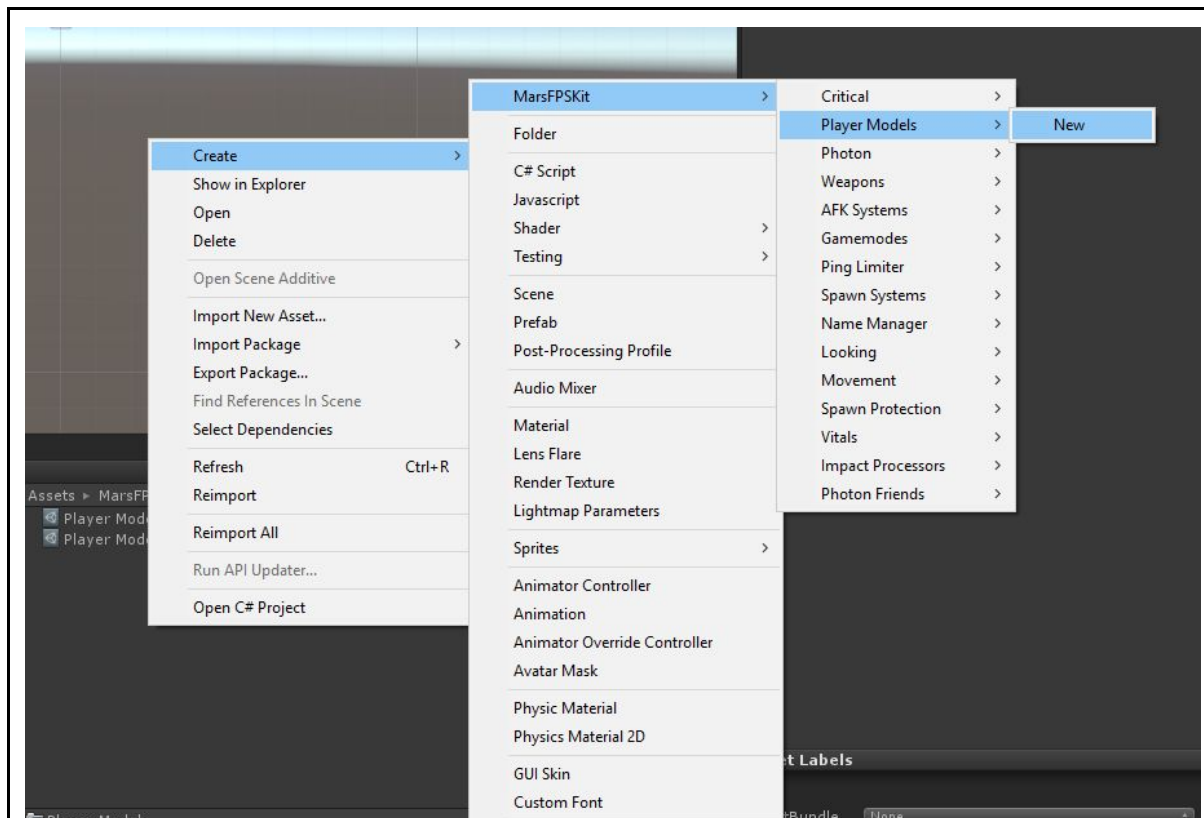 Create
Show in Explorer
Open
Delete
Open Scene Additive
Import New Asset...
Import Package
Export Package...
Find References In Scene
Select Dependencies
Refresh Ctrl+R
Reimport
Reimport All
Run API Updater...
Open C# Project
MarsFPSKit
Folder
C# Script
Javascript
Shader
Testing
Scene
Prefab
Post-Processing Profile
Audio Mixer
Material
Lens Flare
Render Texture
Lightmap Parameters
Sprites
Animator Controller
Animation
Animator Override Controller
Avatar Mask
Physic Material
Physics Material 2D
GUI Skin
Custom Font
Critical
Player Models
Photon
Weapons
AFK Systems
Gamemodes
Ping Limiter
Spawn Systems
Name Manager
Looking
Movement
Spawn Protection
Vitals
Impact Processors
Photon Friends
New
Assets ▸ MarsFP
Player Mode
Player Mode
et Labels